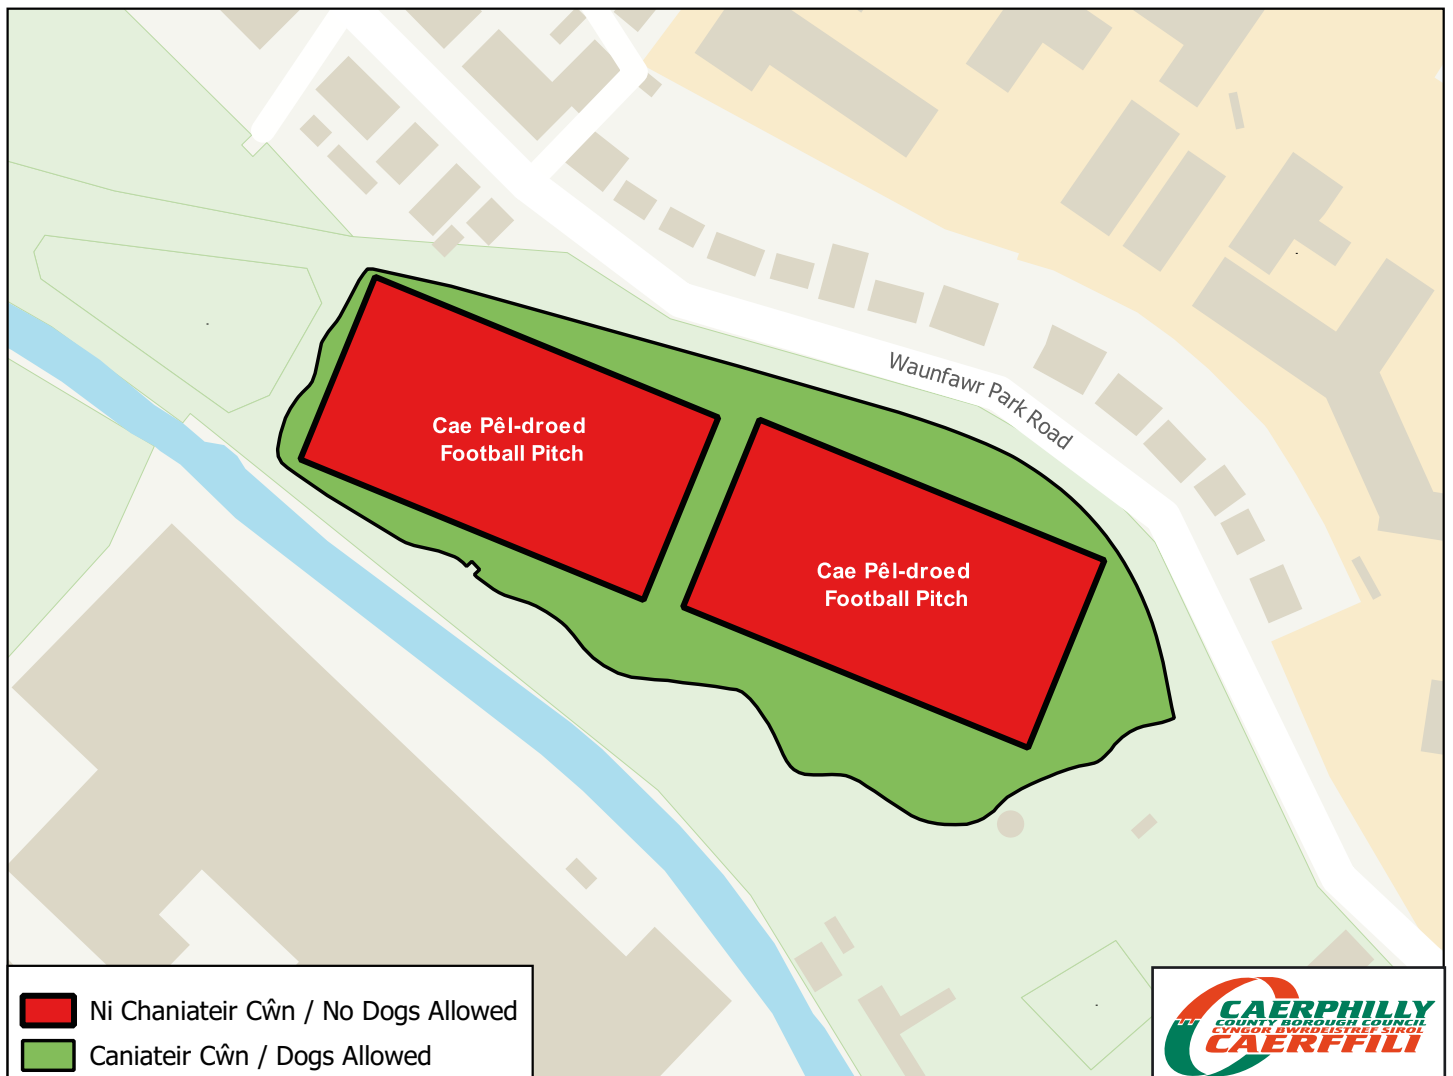 Waunfawr Park Road
Cae Pêl-droed
Football Pitch
Cae Pêl-droed
Football Pitch
Ni Chaniateir Cŵn / No Dogs Allowed
Caniateir Cŵn / Dogs Allowed
CAERPHILLY
COUNTY BOROUGH COUNCIL
CYNGOR BWRDEISTREF SIROL
CAERFFILI